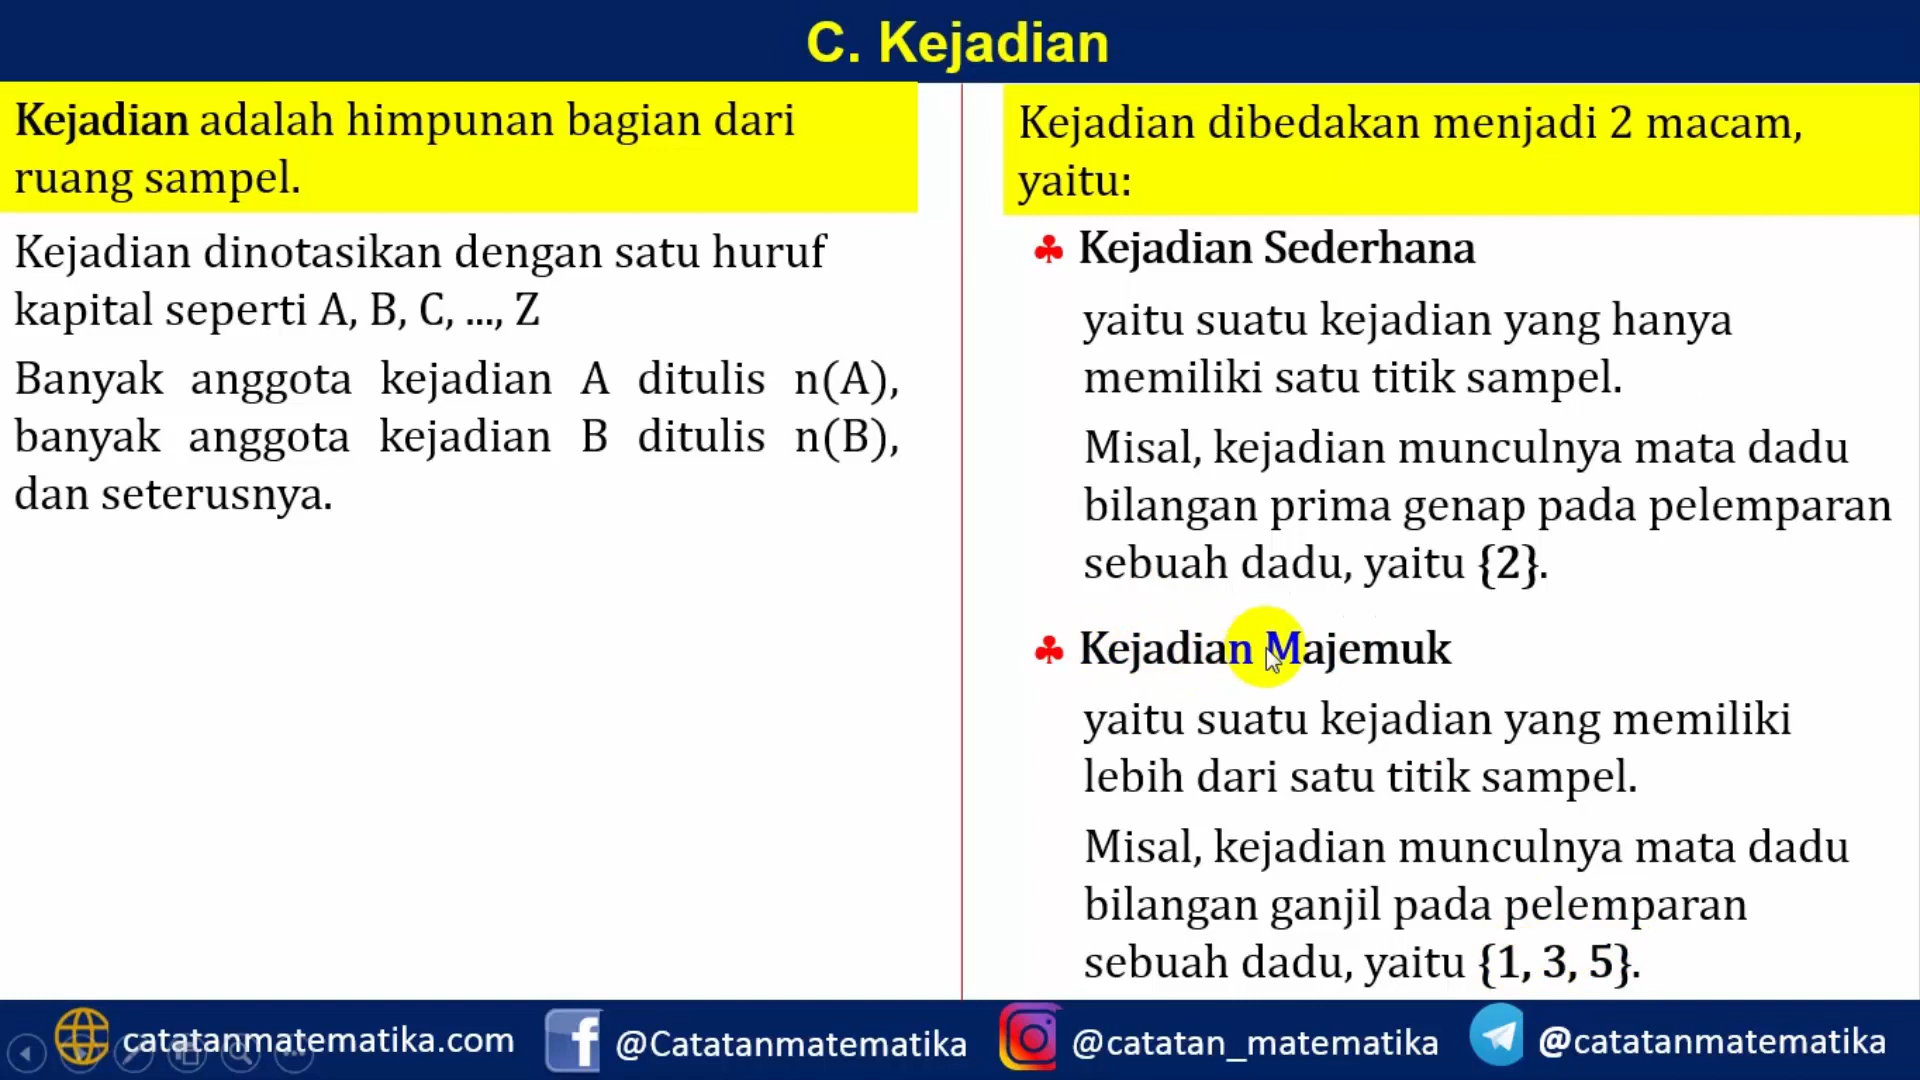 C. Kejadian
Kejadian adalah himpunan bagian dari
ruang sampel.
Kejadian dinotasikan dengan satu huruf
kapital seperti A, B, C, ..., Z
Banyak anggota kejadian A ditulis n(A),
banyak anggota kejadian B ditulis n(B),
dan seterusnya.
Kejadian dibedakan menjadi 2 macam,
yaitu:
♣ Kejadian Sederhana
yaitu suatu kejadian yang hanya
memiliki satu titik sampel.
Misal, kejadian munculnya mata dadu
bilangan prima genap pada pelemparan
sebuah dadu, yaitu {2}.
♣ Kejadian Majemuk
yaitu suatu kejadian yang memiliki
lebih dari satu titik sampel.
Misal, kejadian munculnya mata dadu
bilangan ganjil pada pelemparan
sebuah dadu, yaitu {1, 3, 5}.
catatanmatematika.com
@Catatanmatematika
@catatan_matematika
@catatanmatematika